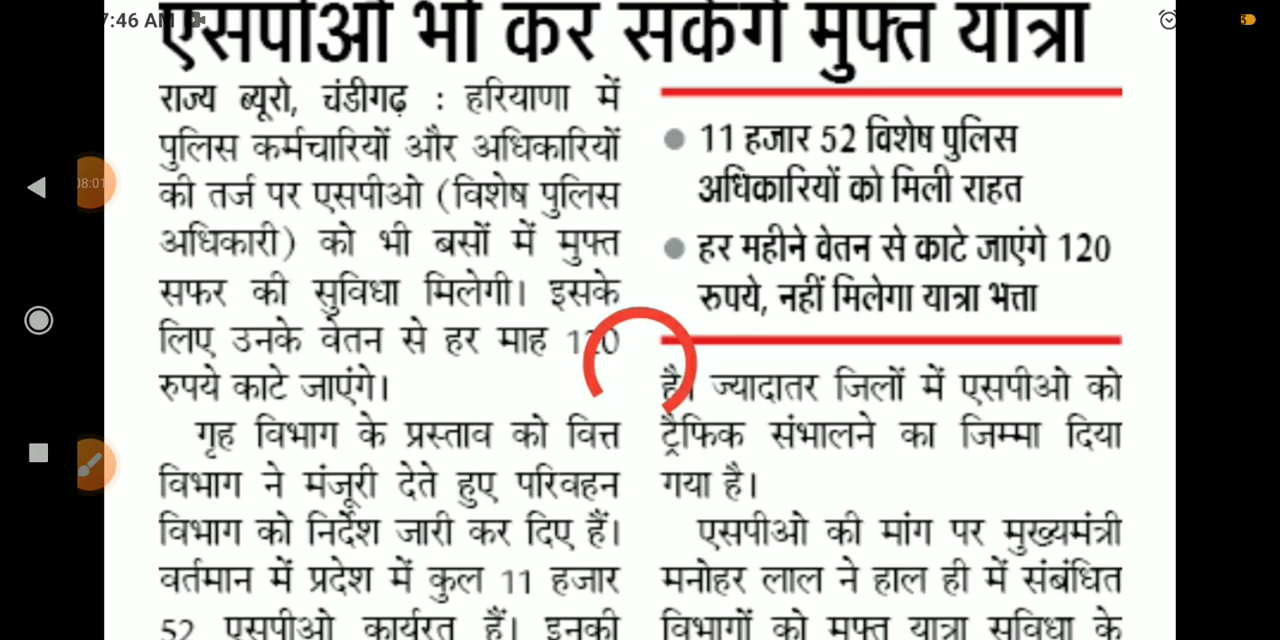 7:46 AM
एसपीओ भी कर सकेंगे मुफ्त यात्रा
राज्य ब्यूरो, चंडीगढ़ : हरियाणा में
पुलिस कर्मचारियों और अधिकारियों
की तर्ज पर एसपीओ (विशेष पुलिस
अधिकारी) को भी बसों में मुफ्त
सफर की सुविधा मिलेगी। इसके
लिए उनके वेतन से हर माह 120
रुपये काटे जाएंगे।
गृह विभाग के प्रस्ताव को वित्त
विभाग ने मंजूरी देते हुए परिवहन
विभाग को निर्देश जारी कर दिए हैं।
वर्तमान में प्रदेश में कुल 11 हजार
52 एसपीओ कार्यरत हैं। इनकी
11 हजार 52 विशेष पुलिस
अधिकारियों को मिली राहत
हर महीने वेतन से काटे जाएंगे 120
रुपये, नहीं मिलेगा यात्रा भत्ता
है। ज्यादातर जिलों में एसपीओ को
ट्रैफिक संभालने का जिम्मा दिया
गया है।
एसपीओ की मांग पर मुख्यमंत्री
मनोहर लाल ने हाल ही में संबंधित
विभागों को मुफ्त यात्रा सुविधा के
08:01